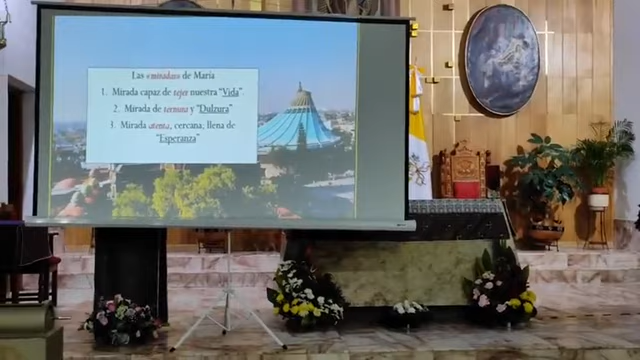 Las «miradas» de María
1. Mirada capaz de tejer nuestra "Vida".
2. Mirada de ternura y "Dulzura"
3. Mirada atenta, cercana, llena de
"Esperanza"